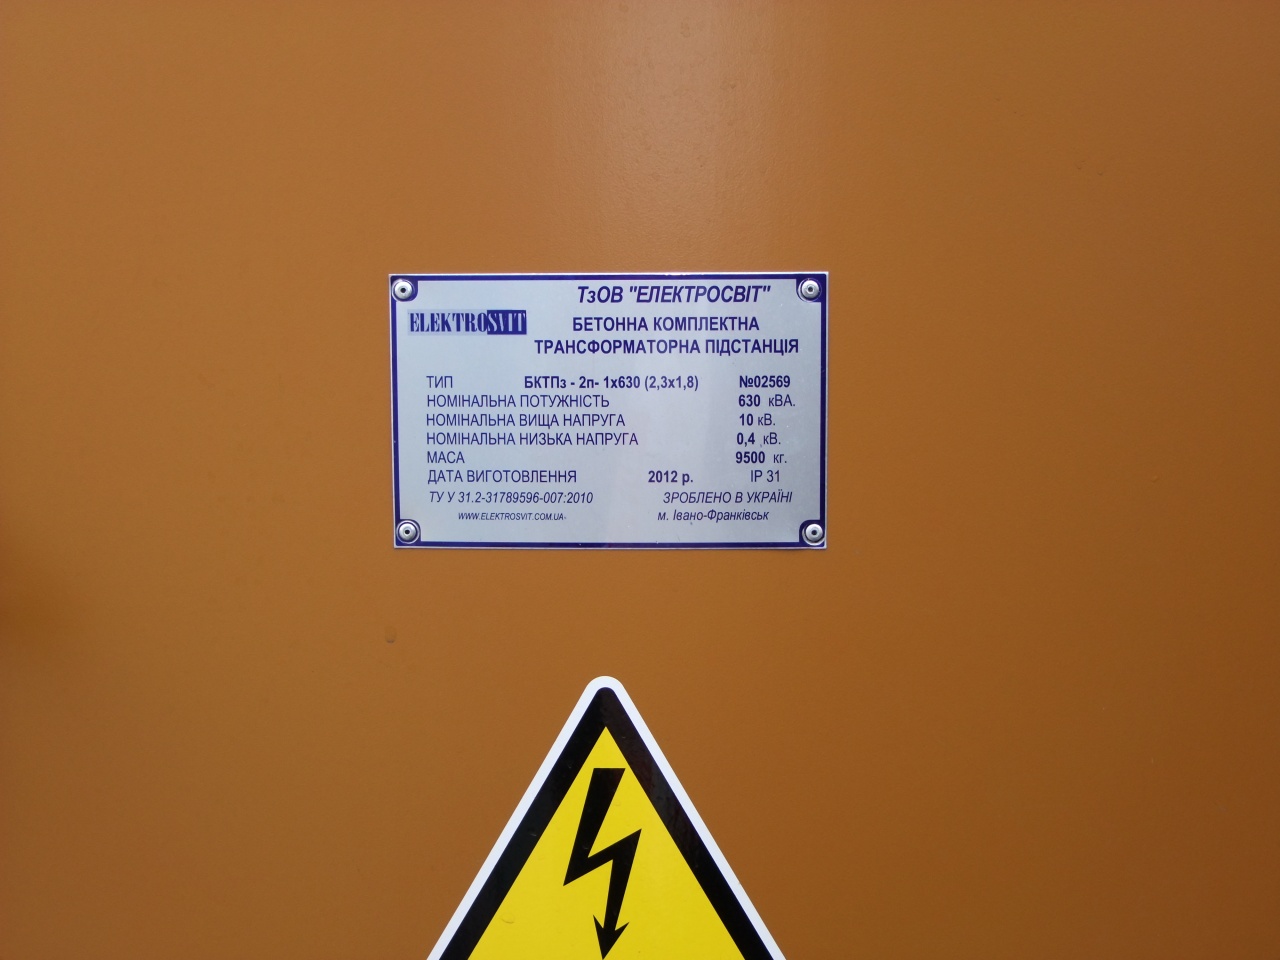 ТзОВ "ЕЛЕКТРОСВІТ"
ELEKTROSVIT
БЕТОННА КОМПЛЕКТНА
ТРАНСФОРМАТОРНА ПІДСТАНЦІЯ
ТИП БКТПз - 2п- 1х630 (2,3х1,8) №02569
НОМІНАЛЬНА ПОТУЖНІСТЬ 630 кВА.
НОМІНАЛЬНА ВИЩА НАПРУГА 10 кВ.
НОМІНАЛЬНА НИЗЬКА НАПРУГА 0,4 кВ.
МАСА 9500 кг.
ДАТА ВИГОТОВЛЕННЯ 2012 р. IP 31
ТУ У 31.2-31789596-007:2010 ЗРОБЛЕНО В УКРАЇНІ
WWW.ELEKTROSVIT.COM.UA- м. Івано-Франківськ